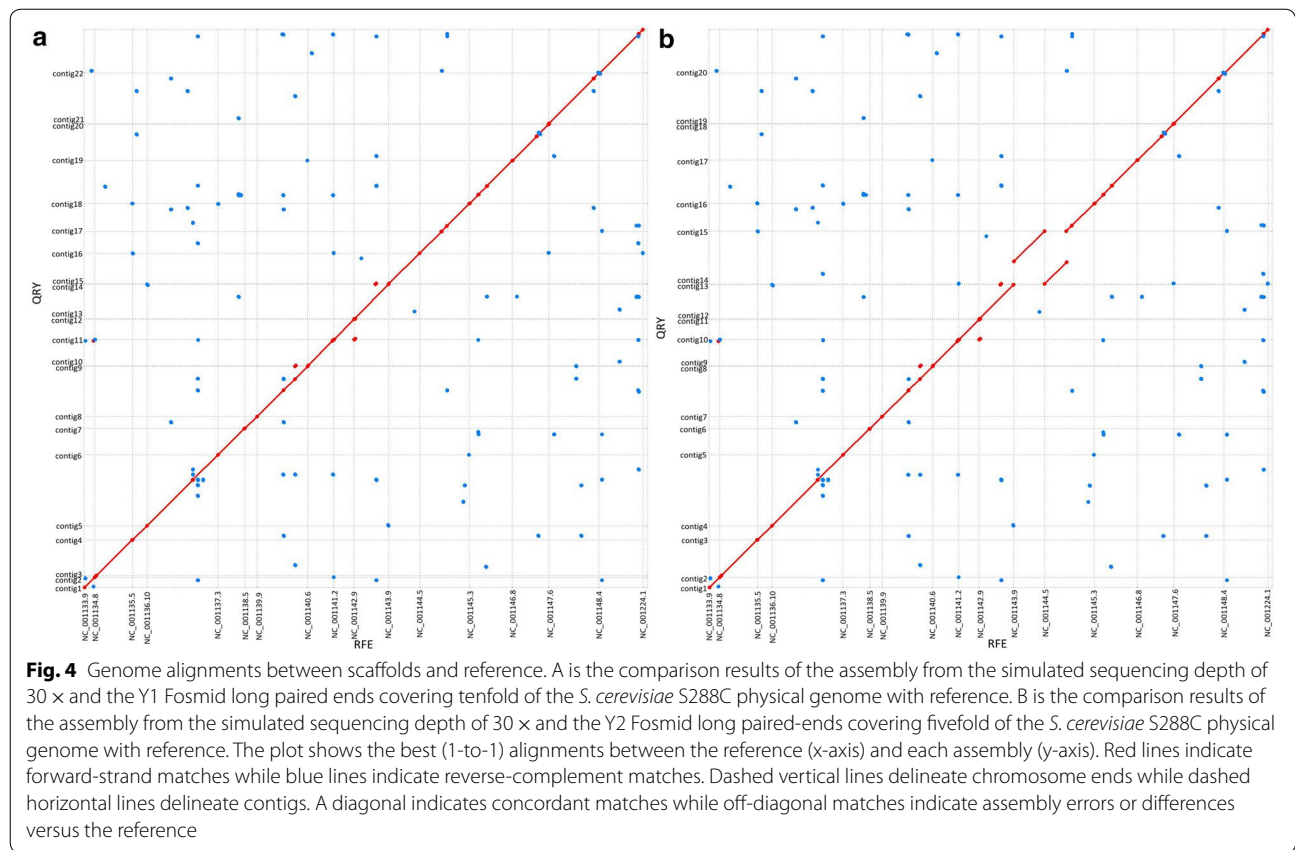 a
contig22
contig21
contig20
contig19
contig18
contig17
contig16
contig15
contig14
contig13
contig12
contig11
contig10
contig9
contig8
contig7
contig6
contig5
contig4
contig3
contig2
contig1
QRY
NC_001133.9
NC_001134.8
NC_001135.5
NC_001136.10
NC_001137.3
NC_001138.5
NC_001139.9
NC_001140.6
NC_001141.2
NC_001142.9
NC_001143.9
NC_001144.5
NC_001145.3
NC_001146.8
NC_001147.6
NC_001148.4
NC_001224.1
RFE
b
contig20
contig19
contig18
contig17
contig16
contig15
contig14
contig13
contig12
contig11
contig10
contig9
contig8
contig7
contig6
contig5
contig4
contig3
contig2
contig1
QRY
NC_001133.9
NC_001134.8
NC_001135.5
NC_001136.10
NC_001137.3
NC_001138.5
NC_001139.9
NC_001140.6
NC_001141.2
NC_001142.9
NC_001143.9
NC_001144.5
NC_001145.3
NC_001146.8
NC_001147.6
NC_001148.4
NC_001224.1
RFE
Fig. 4 Genome alignments between scaffolds and reference. A is the comparison results of the assembly from the simulated sequencing depth of
30 × and the Y1 Fosmid long paired ends covering tenfold of the S. cerevisiae S288C physical genome with reference. B is the comparison results of
the assembly from the simulated sequencing depth of 30 × and the Y2 Fosmid long paired-ends covering fivefold of the S. cerevisiae S288C physical
genome with reference. The plot shows the best (1-to-1) alignments between the reference (x-axis) and each assembly (y-axis). Red lines indicate
forward-strand matches while blue lines indicate reverse-complement matches. Dashed vertical lines delineate chromosome ends while dashed
horizontal lines delineate contigs. A diagonal indicates concordant matches while off-diagonal matches indicate assembly errors or differences
versus the reference